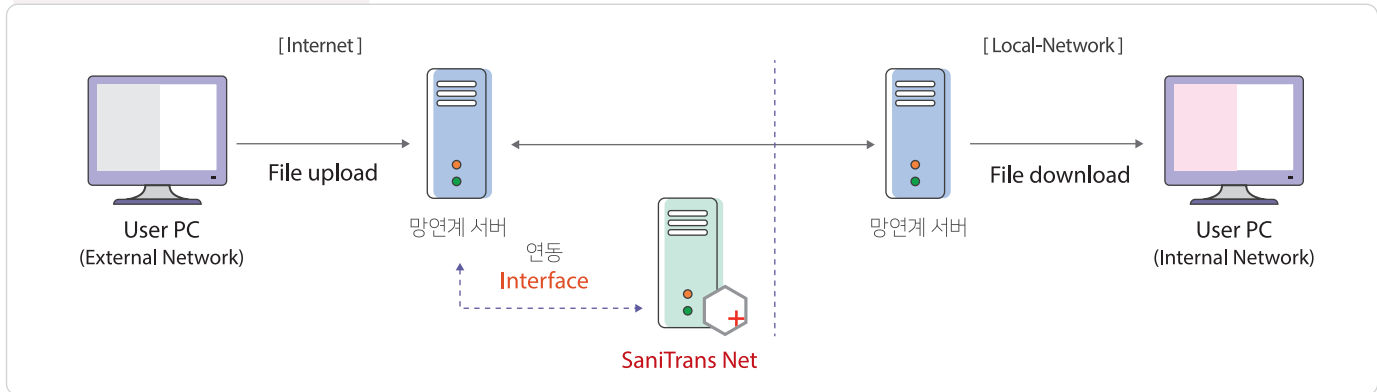 [ Internet ]
[ Local-Network ]
File upload
File download
User PC
(External Network)
망연계 서버
연동
Interface
SaniTrans Net
망연계 서버
User PC
(Internal Network)